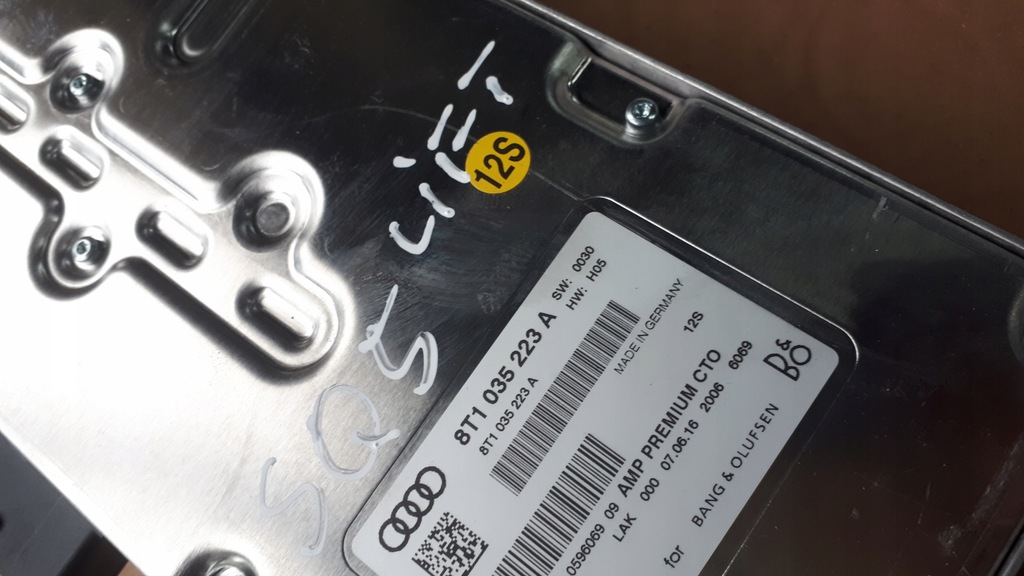 SQ5 LIFT
12S
8T1 035 223 A SW: 0030
8T1 035 223 A HW: H05
MADE IN GERMANY
0596069 09 AMP PREMIUM CTO 12S
LAK 000 07.06.16 2006 6069
for BANG & OLUFSEN
B&O